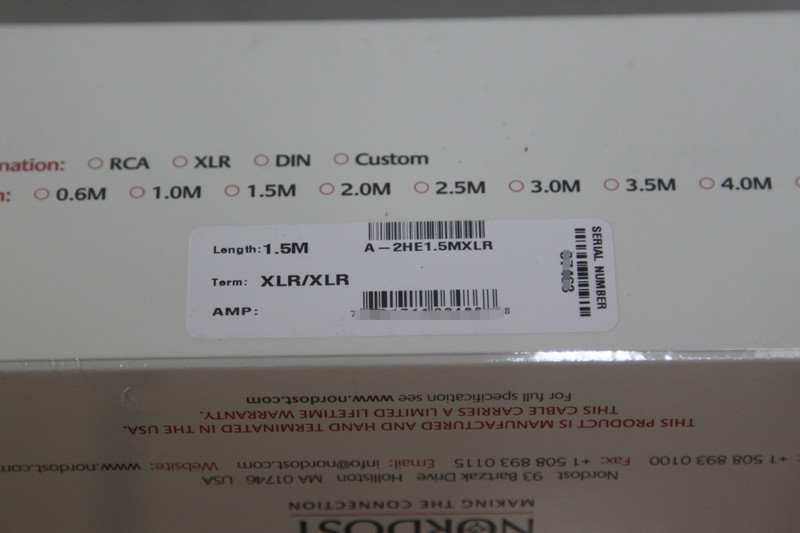 nation: RCA XLR DIN Custom
0.6M 1.0M 1.5M 2.0M 2.5M 3.0M 3.5M 4.0M
Length: 1.5M
A-2HE1.5MXLR
Term: XLR/XLR
AMP:
SERIAL NUMBER
NORDOST
MAKING THE CONNECTION
Nordost 93 Bartzak Drive Holliston MA 01746 USA
+1 508 893 0100 Fax: +1 508 893 0115 Email: info@nordost.com Website: www.nordost.com
THIS PRODUCT IS MANUFACTURED AND HAND TERMINATED IN THE USA.
THIS CABLE CARRIES A LIMITED LIFETIME WARRANTY.
For full specification see www.nordost.com